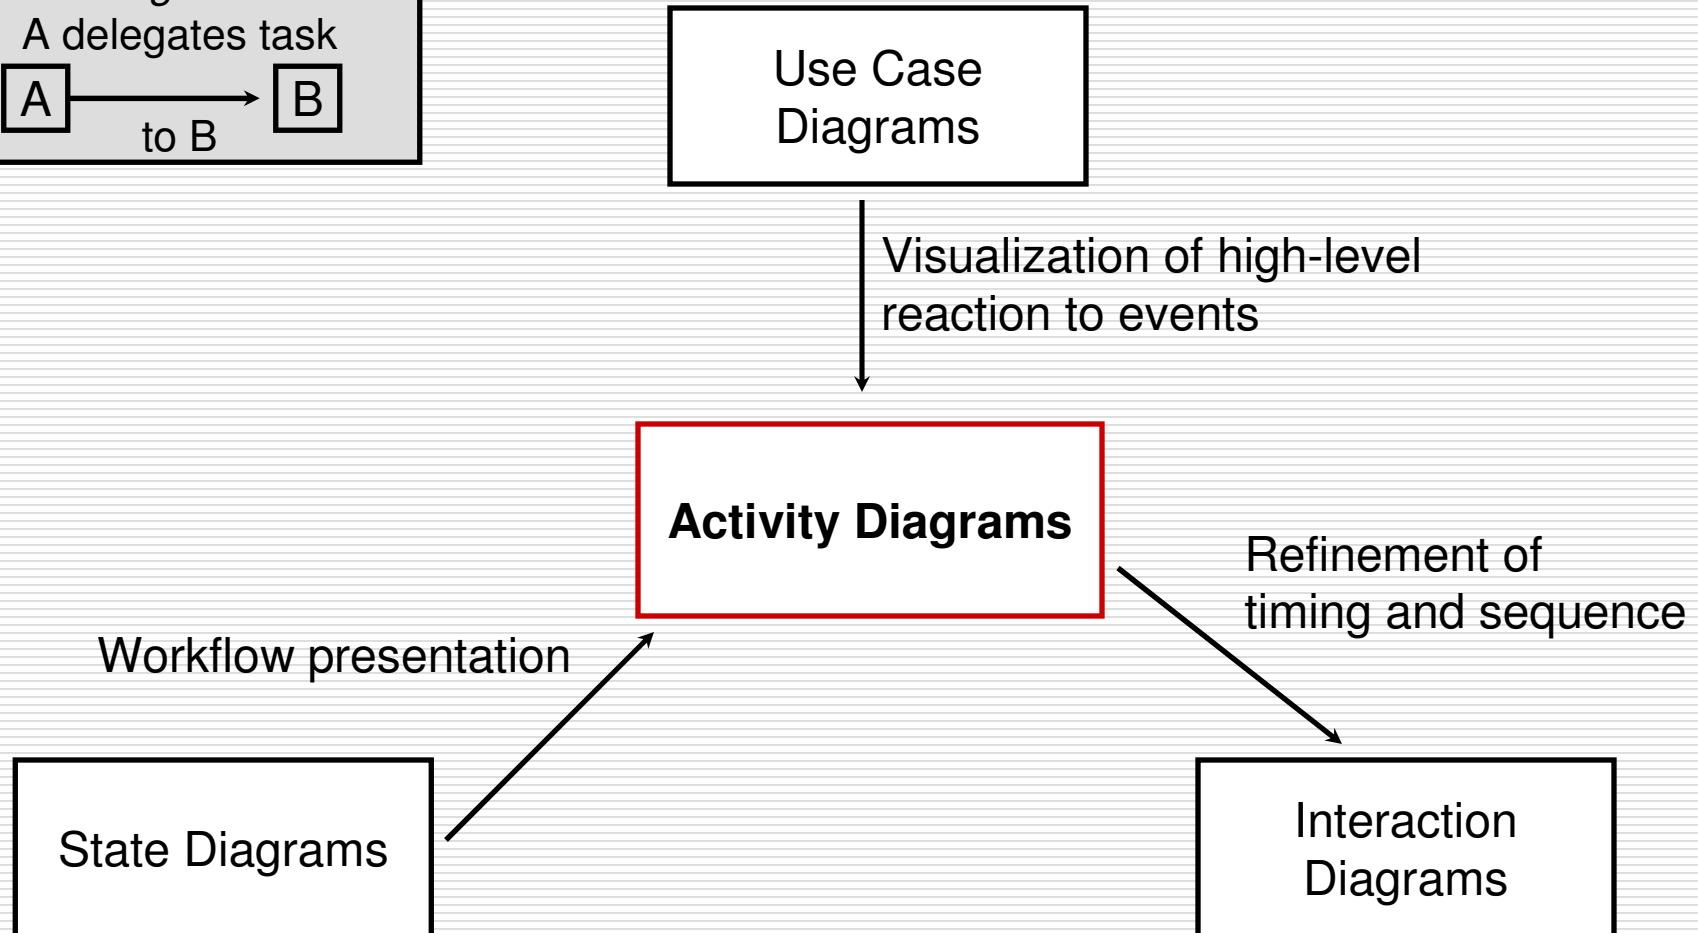 A delegates task
A
B
to B
Use Case
Diagrams
Visualization of high-level
reaction to events
Activity Diagrams
Refinement of
timing and sequence
Workflow presentation
State Diagrams
Interaction
Diagrams